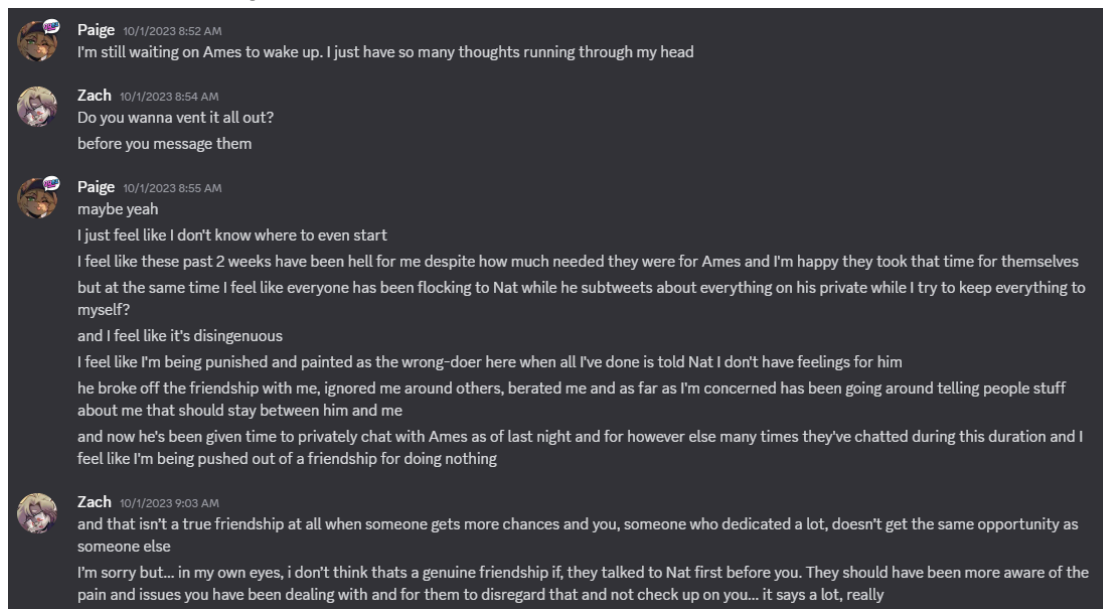 Paige 10/1/2023 8:52 AM
I'm still waiting on Ames to wake up. I just have so many thoughts running through my head
Zach 10/1/2023 8:54 AM
Do you wanna vent it all out?
before you message them
Paige 10/1/2023 8:55 AM
maybe yeah
I just feel like I don't know where to even start
I feel like these past 2 weeks have been hell for me despite how much needed they were for Ames and I'm happy they took that time for themselves
but at the same time I feel like everyone has been flocking to Nat while he subtweets about everything on his private while I try to keep everything to
myself?
and I feel like it's disingenuous
I feel like I'm being punished and painted as the wrong-doer here when all I've done is told Nat I don't have feelings for him
he broke off the friendship with me, ignored me around others, berated me and as far as I'm concerned has been going around telling people stuff
about me that should stay between him and me
and now he's been given time to privately chat with Ames as of last night and for however else many times they've chatted during this duration and I
feel like I'm being pushed out of a friendship for doing nothing
Zach 10/1/2023 9:03 AM
and that isn't a true friendship at all when someone gets more chances and you, someone who dedicated a lot, doesn't get the same opportunity as
someone else
I'm sorry but... in my own eyes, i don't think thats a genuine friendship if, they talked to Nat first before you. They should have been more aware of the
pain and issues you have been dealing with and for them to disregard that and not check up on you... it says a lot, really